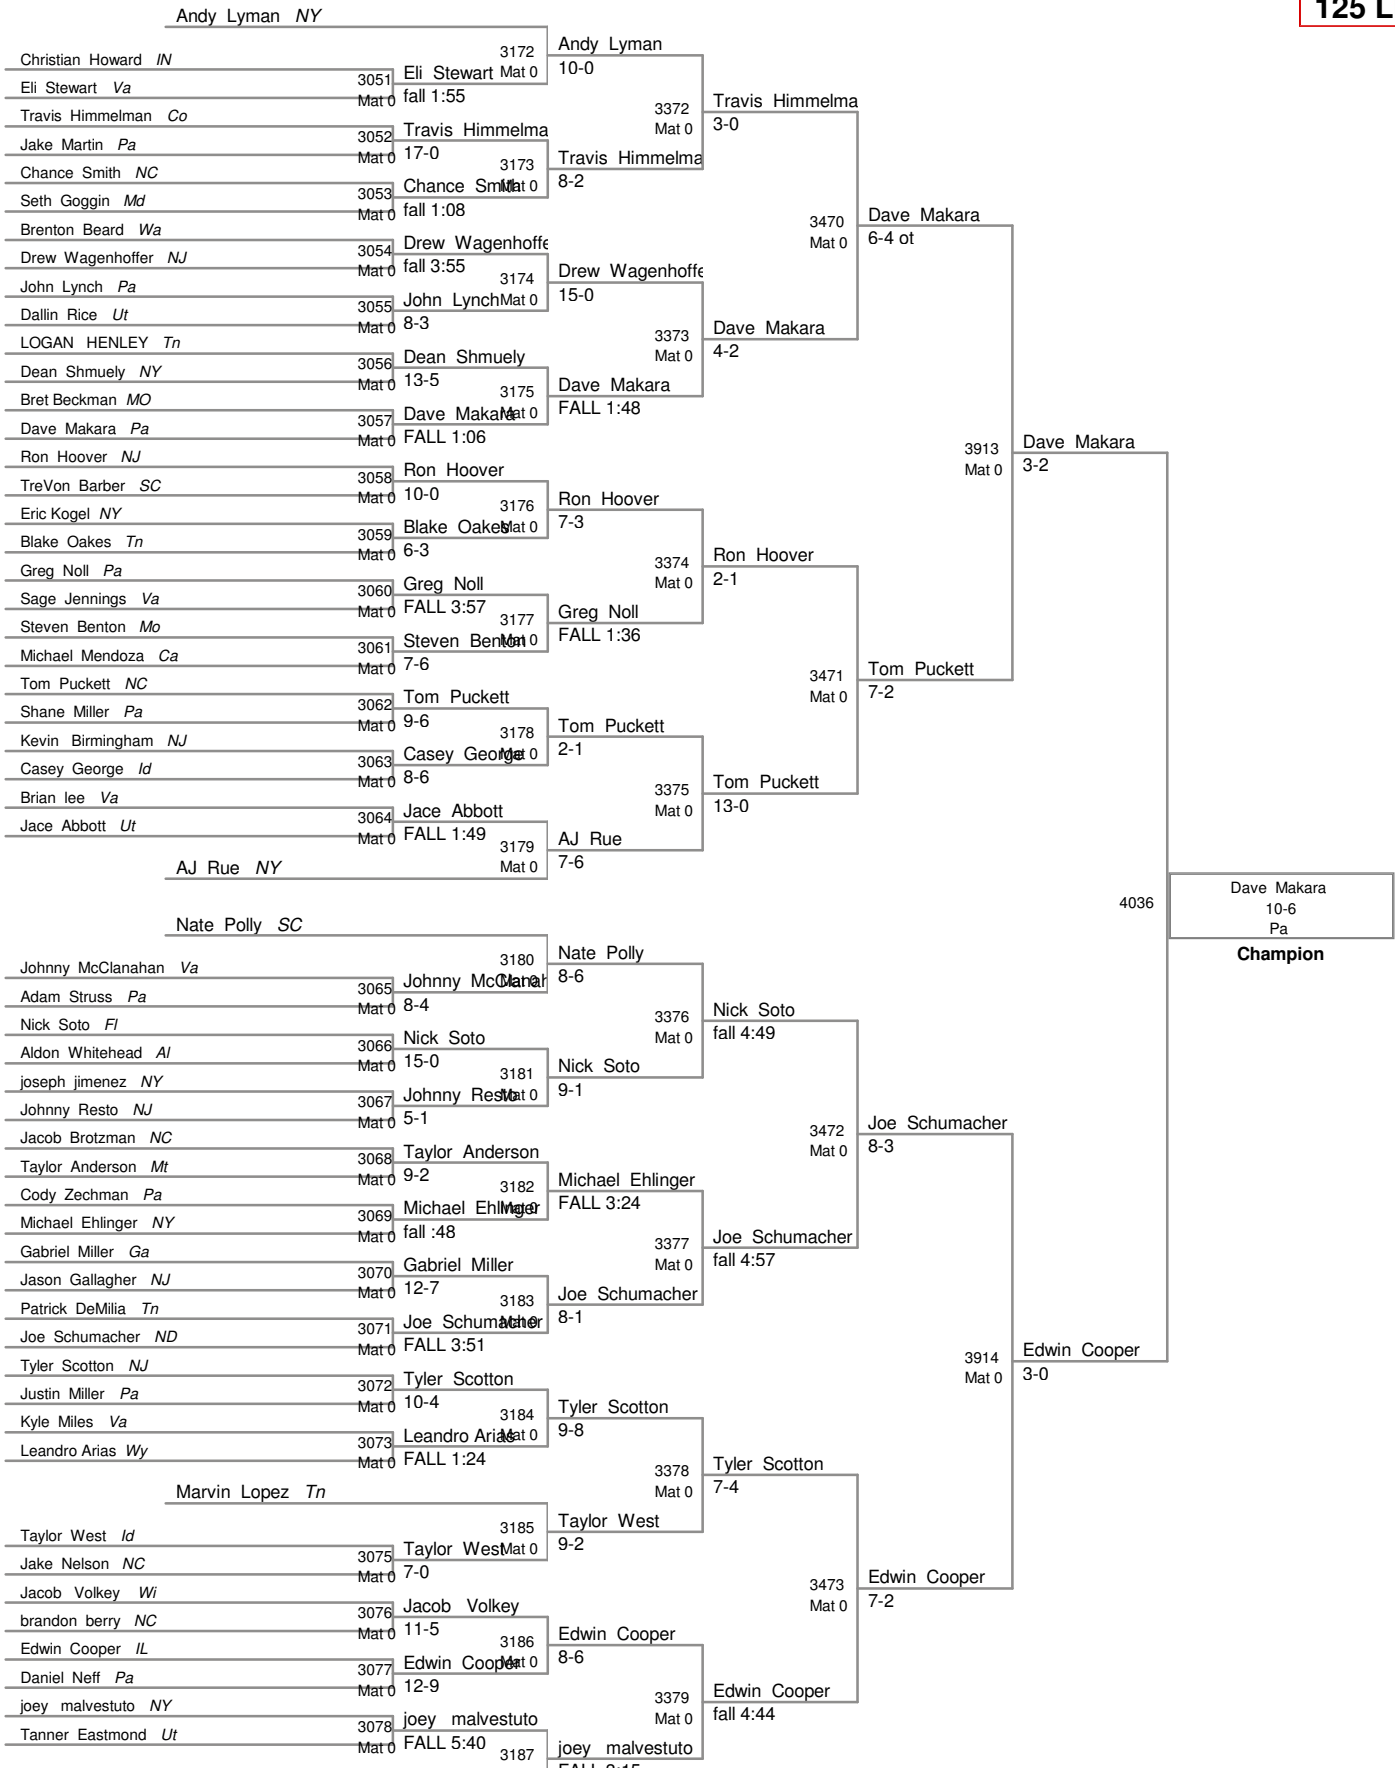 125 L
Andy Lyman NY
Christian Howard IN
Eli Stewart Va
Travis Himmelman Co
Jake Martin Pa
Chance Smith NC
Seth Goggin Md
Brenton Beard Wa
Drew Wagenhoffer NJ
John Lynch Pa
Dallin Rice Ut
LOGAN HENLEY Tn
Dean Shmuely NY
Bret Beckman MO
Dave Makara Pa
Ron Hoover NJ
TreVon Barber SC
Eric Kogel NY
Blake Oakes Tn
Greg Noll Pa
Sage Jennings Va
Steven Benton Mo
Michael Mendoza Ca
Tom Puckett NC
Shane Miller Pa
Kevin Birmingham NJ
Casey George Id
Brian lee Va
Jace Abbott Ut
AJ Rue NY
Nate Polly SC
Johnny McClanahan Va
Adam Struss Pa
Nick Soto Fl
Aldon Whitehead Al
joseph jimenez NY
Johnny Resto NJ
Jacob Brotzman NC
Taylor Anderson Mt
Cody Zechman Pa
Michael Ehlinger NY
Gabriel Miller Ga
Jason Gallagher NJ
Patrick DeMilia Tn
Joe Schumacher ND
Tyler Scotton NJ
Justin Miller Pa
Kyle Miles Va
Leandro Arias Wy
Marvin Lopez Tn
Taylor West Id
Jake Nelson NC
Jacob Volkey Wi
brandon berry NC
Edwin Cooper IL
Daniel Neff Pa
joey malvestuto NY
Tanner Eastmond Ut
3051
Mat 0
Eli Stewart
fall 1:55
3052
Mat 0
Travis Himmelma
17-0
3053
Mat 0
Chance Smith
fall 1:08
3054
Mat 0
Drew Wagenhoffe
fall 3:55
3055
Mat 0
John Lynch
8-3
3056
Mat 0
Dean Shmuely
13-5
3057
Mat 0
Dave Makara
FALL 1:06
3058
Mat 0
Ron Hoover
10-0
3059
Mat 0
Blake Oakes
6-3
3060
Mat 0
Greg Noll
FALL 3:57
3061
Mat 0
Steven Benton
7-6
3062
Mat 0
Tom Puckett
9-6
3063
Mat 0
Casey George
8-6
3064
Mat 0
Jace Abbott
FALL 1:49
3065
Mat 0
Johnny McClanah
8-4
3066
Mat 0
Nick Soto
15-0
3067
Mat 0
Johnny Resto
5-1
3068
Mat 0
Taylor Anderson
9-2
3069
Mat 0
Michael Ehlinger
fall :48
3070
Mat 0
Gabriel Miller
12-7
3071
Mat 0
Joe Schumacher
FALL 3:51
3072
Mat 0
Tyler Scotton
10-4
3073
Mat 0
Leandro Arias
FALL 1:24
3075
Mat 0
Taylor West
7-0
3076
Mat 0
Jacob Volkey
11-5
3077
Mat 0
Edwin Cooper
12-9
3078
Mat 0
joey malvestuto
FALL 5:40
3172
Mat 0
Andy Lyman
10-0
3173
Mat 0
Travis Himmelma
8-2
3174
Mat 0
Drew Wagenhoffe
15-0
3175
Mat 0
Dave Makara
FALL 1:48
3176
Mat 0
Ron Hoover
7-3
3177
Mat 0
Greg Noll
FALL 1:36
3178
Mat 0
Tom Puckett
2-1
3179
Mat 0
AJ Rue
7-6
3180
Mat 0
Nate Polly
8-6
3181
Mat 0
Nick Soto
9-1
3182
Mat 0
Michael Ehlinger
FALL 3:24
3183
Mat 0
Joe Schumacher
8-1
3184
Mat 0
Tyler Scotton
9-8
3185
Mat 0
Taylor West
9-2
3186
Mat 0
Edwin Cooper
8-6
3187
joey malvestuto
3372
Mat 0
Travis Himmelma
3-0
3373
Mat 0
Dave Makara
4-2
3374
Mat 0
Ron Hoover
2-1
3375
Mat 0
Tom Puckett
13-0
3376
Mat 0
Nick Soto
fall 4:49
3377
Mat 0
Joe Schumacher
fall 4:57
3378
Mat 0
Tyler Scotton
7-4
3379
Mat 0
Edwin Cooper
fall 4:44
3470
Mat 0
Dave Makara
6-4 ot
3471
Mat 0
Tom Puckett
7-2
3472
Mat 0
Joe Schumacher
8-3
3473
Mat 0
Edwin Cooper
7-2
3913
Mat 0
Dave Makara
3-2
3914
Mat 0
Edwin Cooper
3-0
4036
Dave Makara
10-6
Pa
Champion